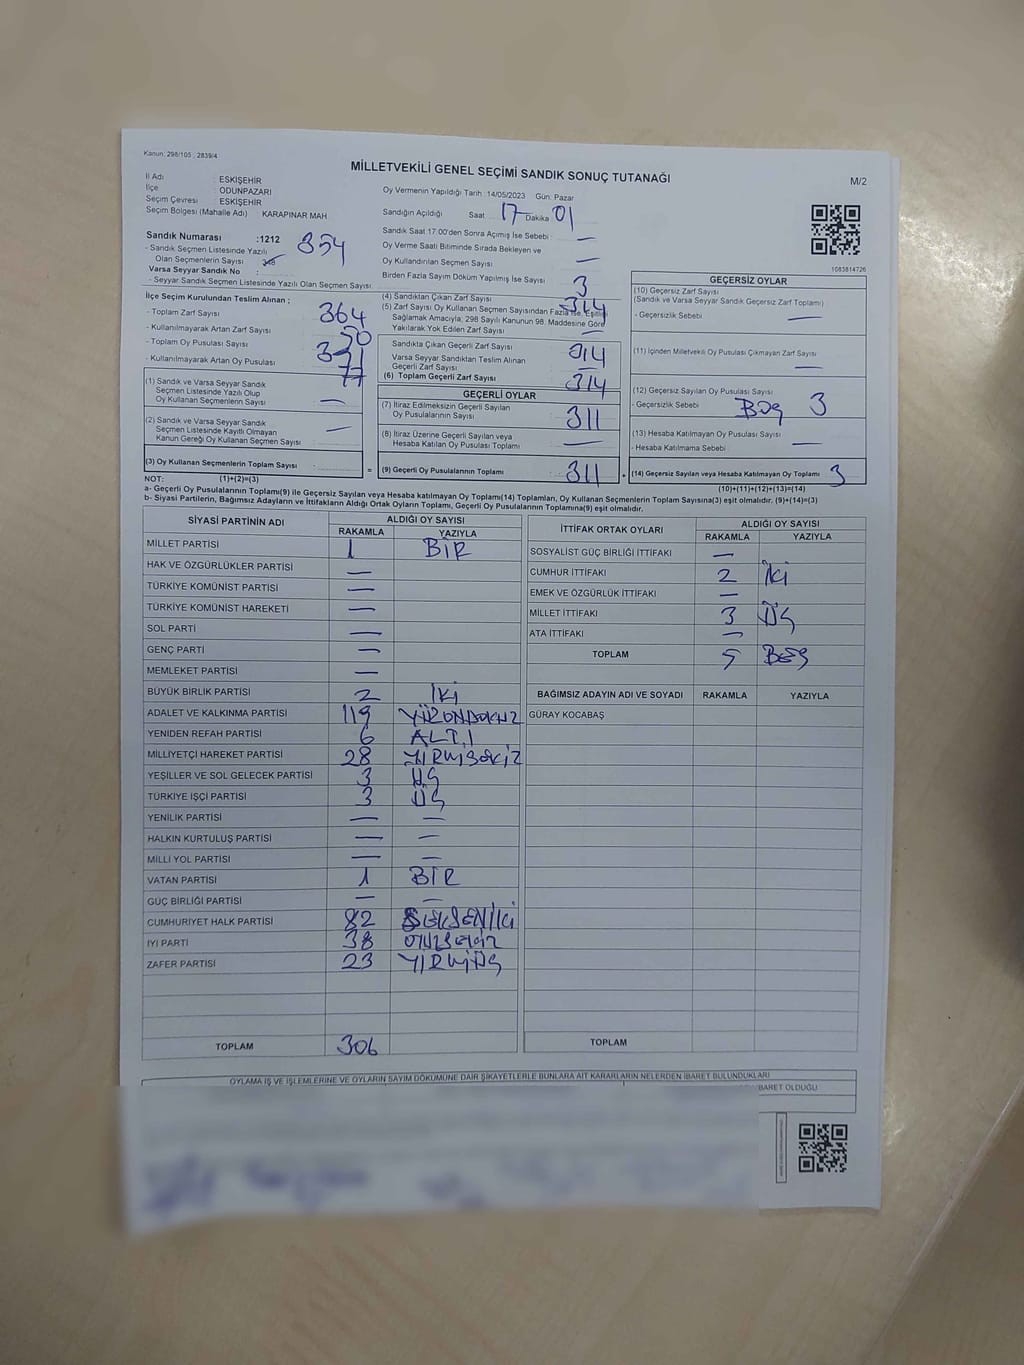 Kanun: 298/105 ; 2839/4
MİLLETVEKİLİ GENEL SEÇİMİ SANDIK SONUÇ TUTANAĞI
M/2
İl Adı : ESKİŞEHİR
İlçe : ODUNPAZARI
Seçim Çevresi : ESKİŞEHİR
Seçim Bölgesi (Mahalle Adı) : KARAPINAR MAH
Oy Vermenin Yapıldığı Tarih : 14/05/2023 Gün: Pazar
Sandığın Açıldığı Saat 17 Dakika 01
Sandık Saat 17:00'den Sonra Açımış İse Sebebi : —
Oy Verme Saati Bitiminde Sırada Bekleyen ve
Oy Kullandırılan Seçmen Sayısı : —
Birden Fazla Sayım Döküm Yapılmış İse Sayısı : 3
1083814726
Sandık Numarası :1212
- Sandık Seçmen Listesinde Yazılı
Olan Seçmenlerin Sayısı : 348 354
Varsa Seyyar Sandık No :
- Seyyar Sandık Seçmen Listesinde Yazılı Olan Seçmen Sayısı
İlçe Seçim Kurulundan Teslim Alınan ;
- Toplam Zarf Sayısı : 364
- Kullanılmayarak Artan Zarf Sayısı : 50
- Toplam Oy Pusulası Sayısı :
- Kullanılmayarak Artan Oy Pusulası : 77
(1) Sandık ve Varsa Seyyar Sandık
Seçmen Listesinde Yazılı Olup
Oy Kullanan Seçmenlerin Sayısı : —
(2) Sandık ve Varsa Seyyar Sandık
Seçmen Listesinde Kayıtlı Olmayan
Kanun Gereği Oy Kullanan Seçmen Sayısı : —
(3) Oy Kullanan Seçmenlerin Toplam Sayısı :
(4) Sandıktan Çıkan Zarf Sayısı : 314
(5) Zarf Sayısı Oy Kullanan Seçmen Sayısından Fazla İse, Eşitliği
Sağlamak Amacıyla; 298 Sayılı Kanunun 98. Maddesine Göre
Yakılarak Yok Edilen Zarf Sayısı : —
Sandıkta Çıkan Geçerli Zarf Sayısı : 314
Varsa Seyyar Sandıktan Teslim Alınan
Geçerli Zarf Sayısı : —
(6) Toplam Geçerli Zarf Sayısı : 314
GEÇERLİ OYLAR
(7) İtiraz Edilmeksizin Geçerli Sayılan
Oy Pusulalarının Sayısı : 311
(8) İtiraz Üzerine Geçerli Sayılan veya
Hesaba Katılan Oy Pusulası Toplamı : —
= (9) Geçerli Oy Pusulalarının Toplamı : 311 +
GEÇERSİZ OYLAR
(10) Geçersiz Zarf Sayısı
(Sandık ve Varsa Seyyar Sandık Geçersiz Zarf Toplamı)
- Geçersizlik Sebebi : —
(11) İçinden Milletvekili Oy Pusulası Çıkmayan Zarf Sayısı
—
(12) Geçersiz Sayılan Oy Pusulası Sayısı
- Geçersizlik Sebebi : Boş 3
(13) Hesaba Katılmayan Oy Pusulası Sayısı
- Hesaba Katılmama Sebebi —
(14) Geçersiz Sayılan veya Hesaba Katılmayan Oy Toplamı : 3
NOT: (1)+(2)=(3)
(10)+(11)+(12)+(13)=(14)
a- Geçerli Oy Pusulalarının Toplamı(9) ile Geçersiz Sayılan veya Hesaba katılmayan Oy Toplamı(14) Toplamları, Oy Kullanan Seçmenlerin Toplam Sayısına(3) eşit olmalıdır. (9)+(14)=(3)
b- Siyasi Partilerin, Bağımsız Adayların ve İttifakların Aldığı Ortak Oyların Toplamı, Geçerli Oy Pusulalarının Toplamına(9) eşit olmalıdır.
SİYASİ PARTİNİN ADI ALDIĞI OY SAYISI
RAKAMLA YAZIYLA
MİLLET PARTİSİ 1 BİR
HAK VE ÖZGÜRLÜKLER PARTİSİ —
TÜRKİYE KOMÜNİST PARTİSİ —
TÜRKİYE KOMÜNİST HAREKETİ —
SOL PARTİ —
GENÇ PARTİ —
MEMLEKET PARTİSİ —
BÜYÜK BİRLİK PARTİSİ 2 İKİ
ADALET VE KALKINMA PARTİSİ 119 YÜZONDOKUZ
YENİDEN REFAH PARTİSİ 6 ALTI
MİLLİYETÇİ HAREKET PARTİSİ 28 YİRMİSEKİZ
YEŞİLLER VE SOL GELECEK PARTİSİ 3 ÜÇ
TÜRKİYE İŞÇİ PARTİSİ 3 ÜÇ
YENİLİK PARTİSİ — —
HALKIN KURTULUŞ PARTİSİ — —
MİLLİ YOL PARTİSİ — —
VATAN PARTİSİ 1 BİR
GÜÇ BİRLİĞİ PARTİSİ — —
CUMHURİYET HALK PARTİSİ 82 SEKSENİKİ
İYİ PARTİ 38 OTUZSEKİZ
ZAFER PARTİSİ 23 YİRMİÜÇ
TOPLAM 306
İTTİFAK ORTAK OYLARI ALDIĞI OY SAYISI
RAKAMLA YAZIYLA
SOSYALİST GÜÇ BİRLİĞİ İTTİFAKI —
CUMHUR İTTİFAKI 2 İKİ
EMEK VE ÖZGÜRLÜK İTTİFAKI —
MİLLET İTTİFAKI 3 ÜÇ
ATA İTTİFAKI —
TOPLAM 5 BEŞ
BAĞIMSIZ ADAYIN ADI VE SOYADI RAKAMLA YAZIYLA
GÜRAY KOCABAŞ
TOPLAM
OYLAMA İŞ VE İŞLEMLERİNE VE OYLARIN SAYIM DÖKÜMÜNE DAİR ŞİKAYETLERLE BUNLARA AİT KARARLARIN NELERDEN İBARET BULUNDUKLARI
İBARET OLDUĞU